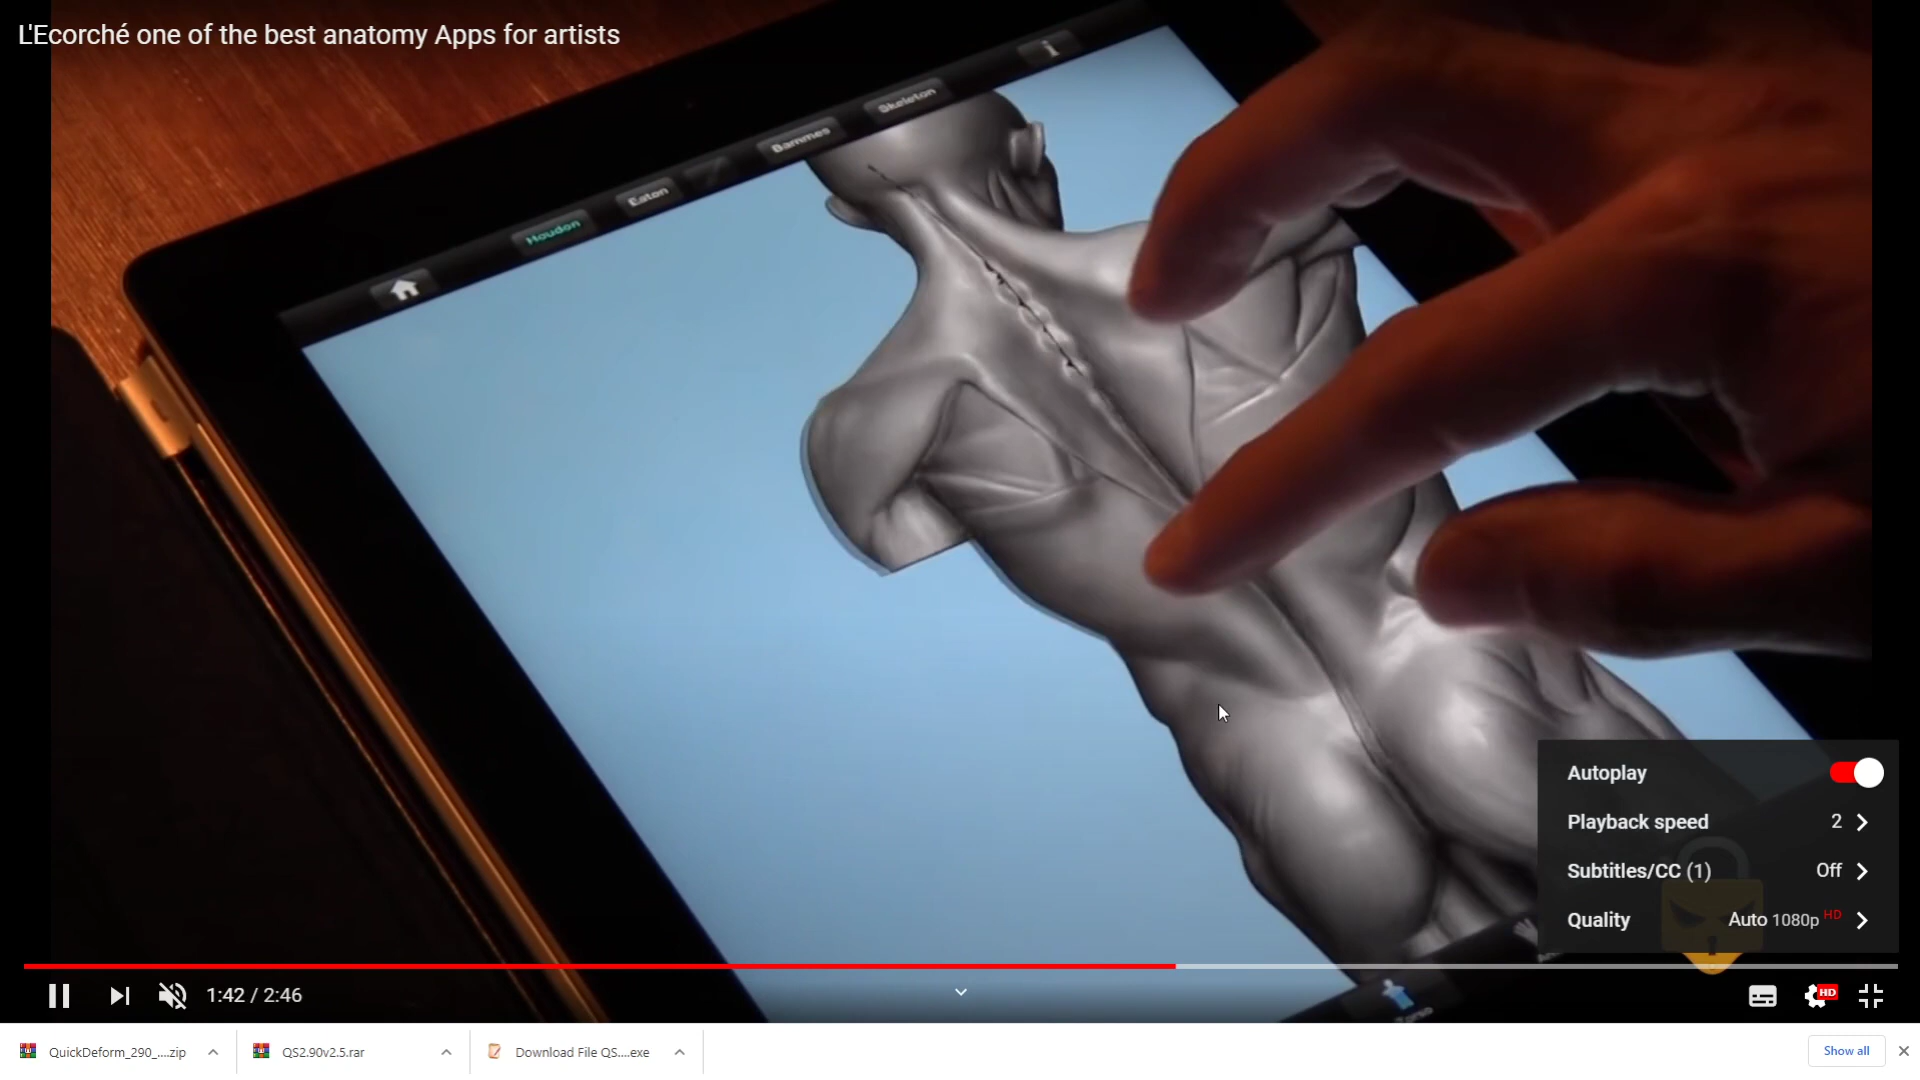 L'Ecorché one of the best anatomy Apps for artists
Houdon
Eaton
Bammes
Skeleton
i
Autoplay
Playback speed 2
Subtitles/CC (1) Off
Quality Auto 1080p HD
1:42 / 2:46
HD
QuickDeform_290_....zip
QS2.90v2.5.rar
Download File QS....exe
Show all